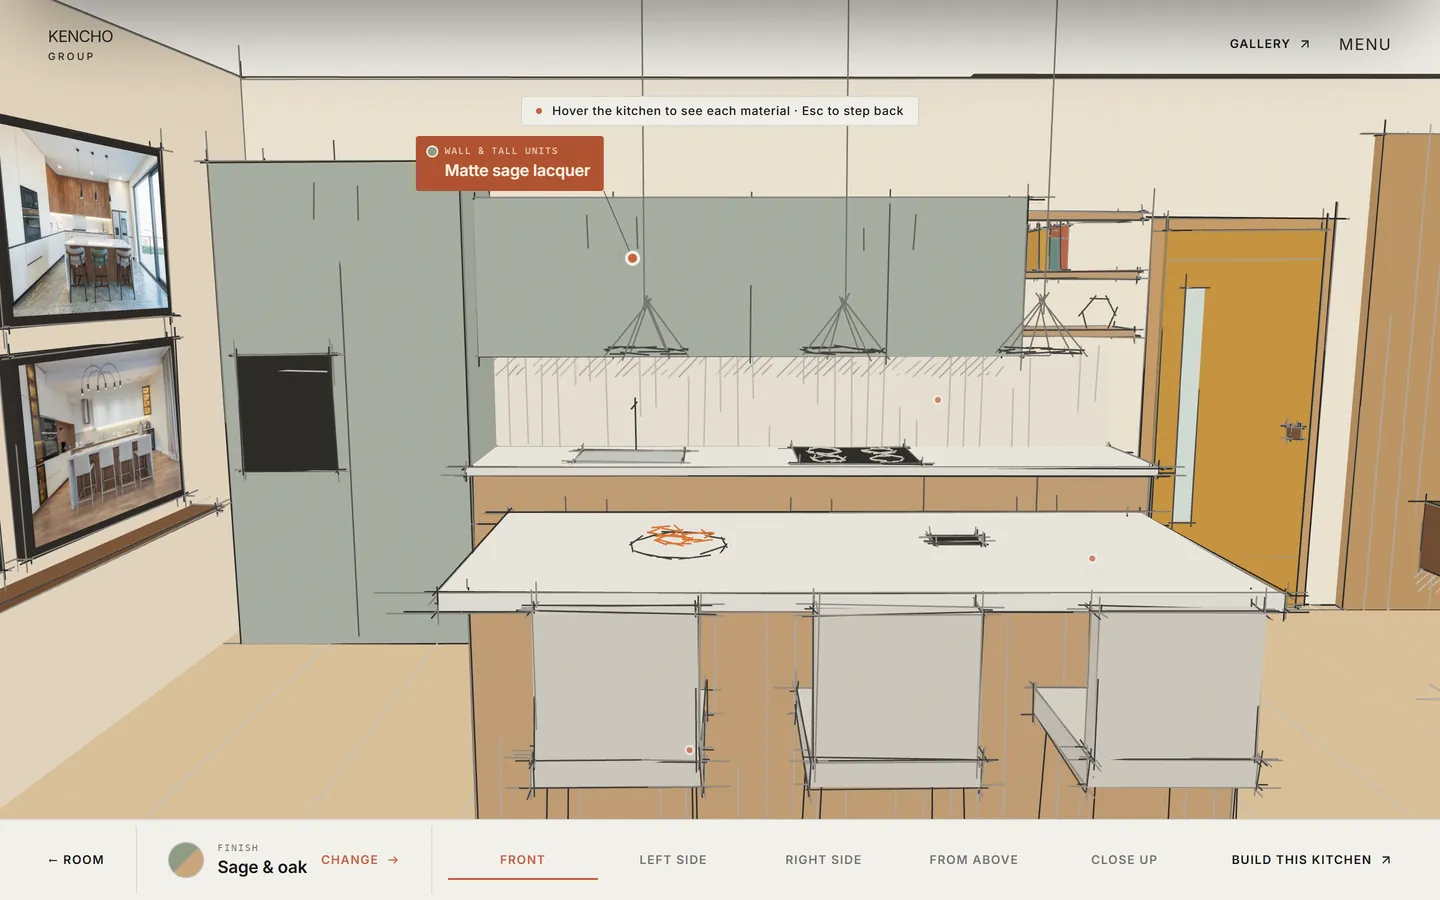 KENCHO
GROUP
GALLERY ↗
MENU
Hover the kitchen to see each material · Esc to step back
WALL & TALL UNITS
Matte sage lacquer
← ROOM
FINISH
Sage & oak
CHANGE →
FRONT
LEFT SIDE
RIGHT SIDE
FROM ABOVE
CLOSE UP
BUILD THIS KITCHEN ↗